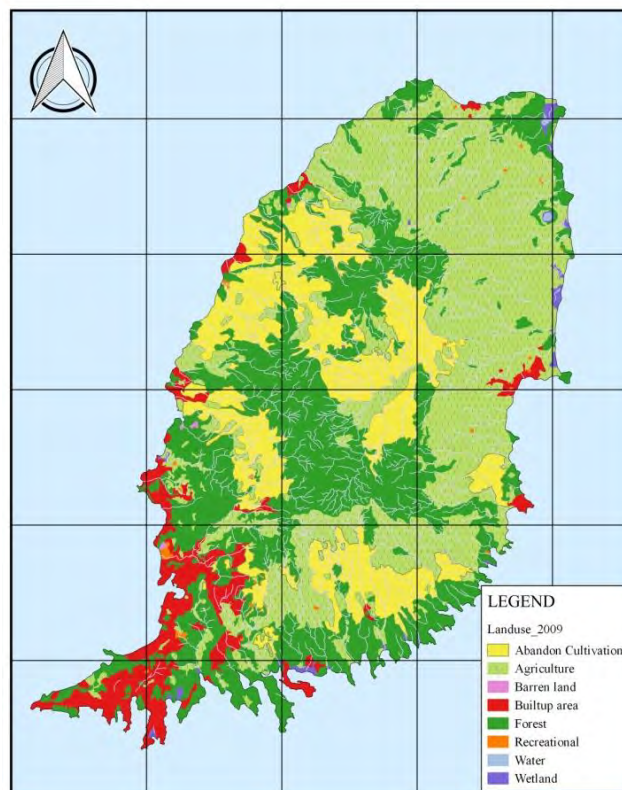 LEGEND
Landuse_2009
Abandon Cultivation
Agriculture
Barren land
Builtup area
Forest
Recreational
Water
Wetland